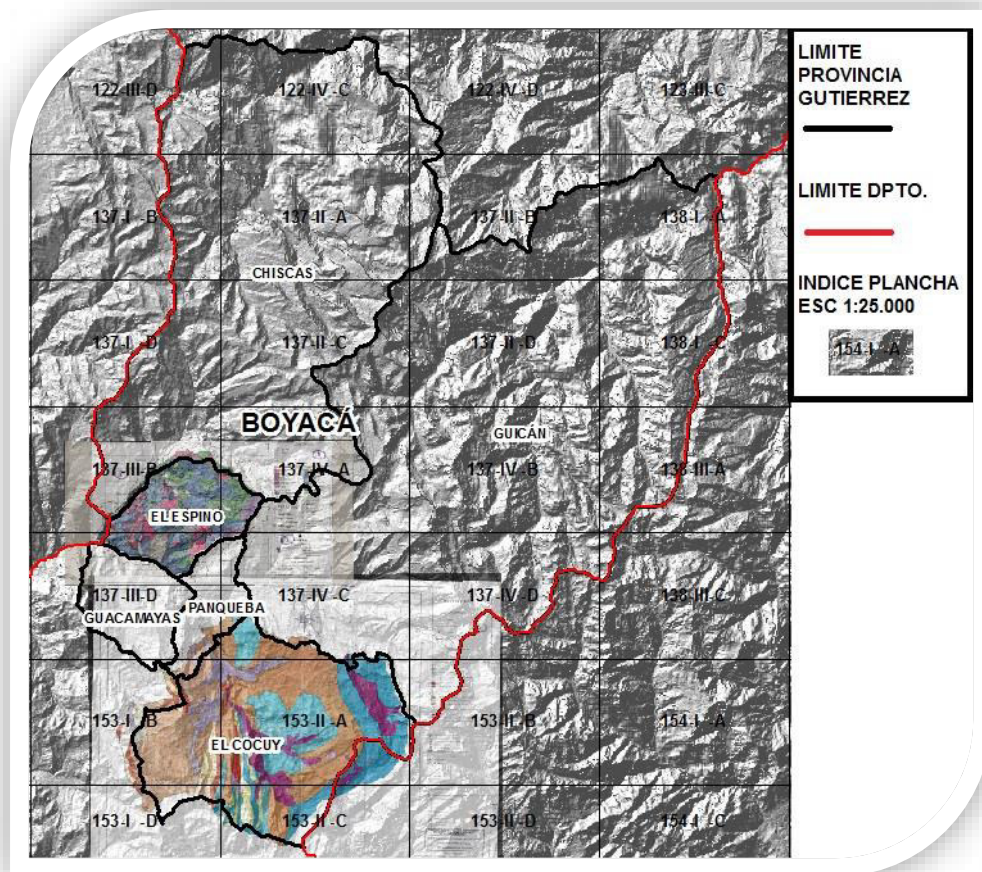 LIMITE
PROVINCIA
GUTIERREZ
LIMITE DPTO.
INDICE PLANCHA
ESC 1:25.000
154-I -A
122-III-D
122-IV -C
122-IV-D
123-III-C
137-I -B
137-II -A
137-II -B
138-I -A
CHISCAS
137-I -D
137-II -C
137-II -D
138-I -C
BOYACÁ
GUICÁN
137-III-B
137-IV -A
137-IV-B
138-III-A
EL ESPINO
137-III-D
137-IV -C
137-IV-D
138-III-C
GUACAMAYAS
PANQUEBA
153-I -B
153-II -A
153-II -B
154-I -A
EL COCUY
153-I -D
153-II -C
153-II -D
154-I -C